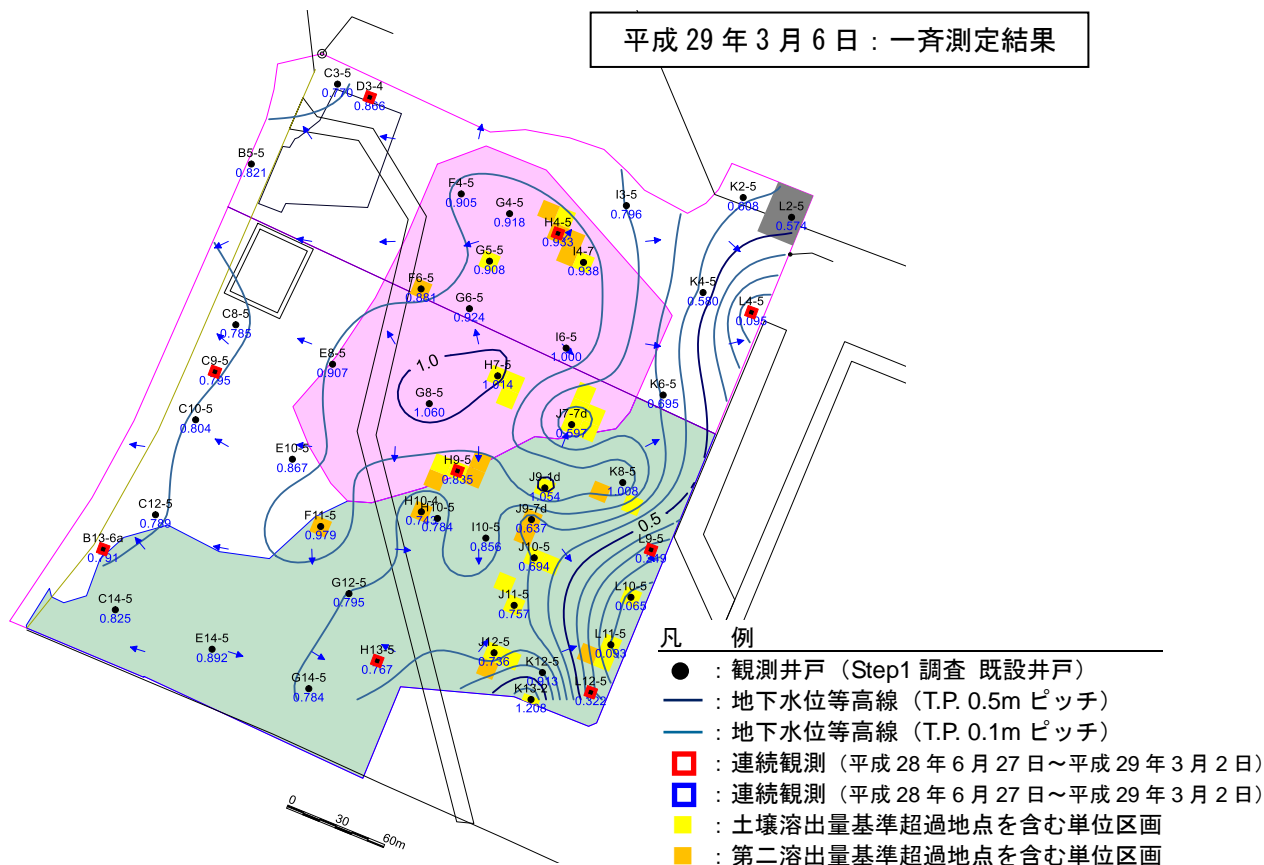 平成 29 年 3 月 6 日：一斉測定結果
C3-5
0.770
D3-4
0.866
B5-5
0.821
F4-5
0.905
G4-5
0.918
H4-5
0.933
I3-5
0.796
K2-5
0.608
L2-5
0.574
G5-5
0.908
I4-7
0.938
F6-5
0.881
G6-5
0.924
K4-5
0.580
L4-5
0.095
C8-5
0.785
E8-5
0.907
I6-5
1.000
C9-5
0.795
1.0
H7-5
1.014
G8-5
1.060
K6-5
0.695
C10-5
0.804
J7-7d
0.697
E10-5
0.867
H9-5
0.835
J9-1d
1.054
K8-5
1.008
C12-5
0.789
F11-5
0.979
H10-4
0.743
H10-5
0.784
J9-7d
0.637
0.5
B13-6a
0.791
I10-5
0.856
J10-5
0.694
L9-5
0.249
C14-5
0.825
G12-5
0.795
J11-5
0.757
L10-5
0.065
E14-5
0.892
H13-5
0.767
J12-5
0.736
L11-5
0.093
G14-5
0.784
K12-5
0.913
K13-2
1.208
L12-5
0.322
0
30
60m
凡　例
：観測井戸（Step1 調査 既設井戸）
：地下水位等高線（T.P. 0.5m ピッチ）
：地下水位等高線（T.P. 0.1m ピッチ）
：連続観測（平成 28 年 6 月 27 日～平成 29 年 3 月 2 日）
：連続観測（平成 28 年 6 月 27 日～平成 29 年 3 月 2 日）
：土壌溶出量基準超過地点を含む単位区画
：第二溶出量基準超過地点を含む単位区画